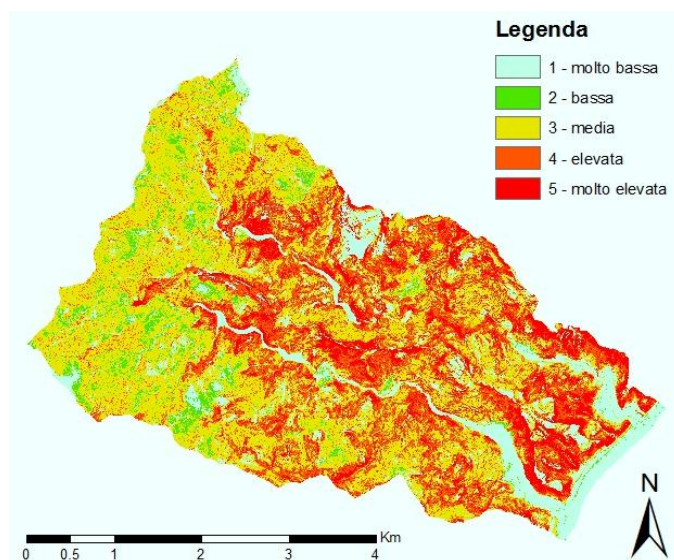 Legenda
1 - molto bassa
2 - bassa
3 - media
4 - elevata
5 - molto elevata
N
Km
0 0.5 1 2 3 4